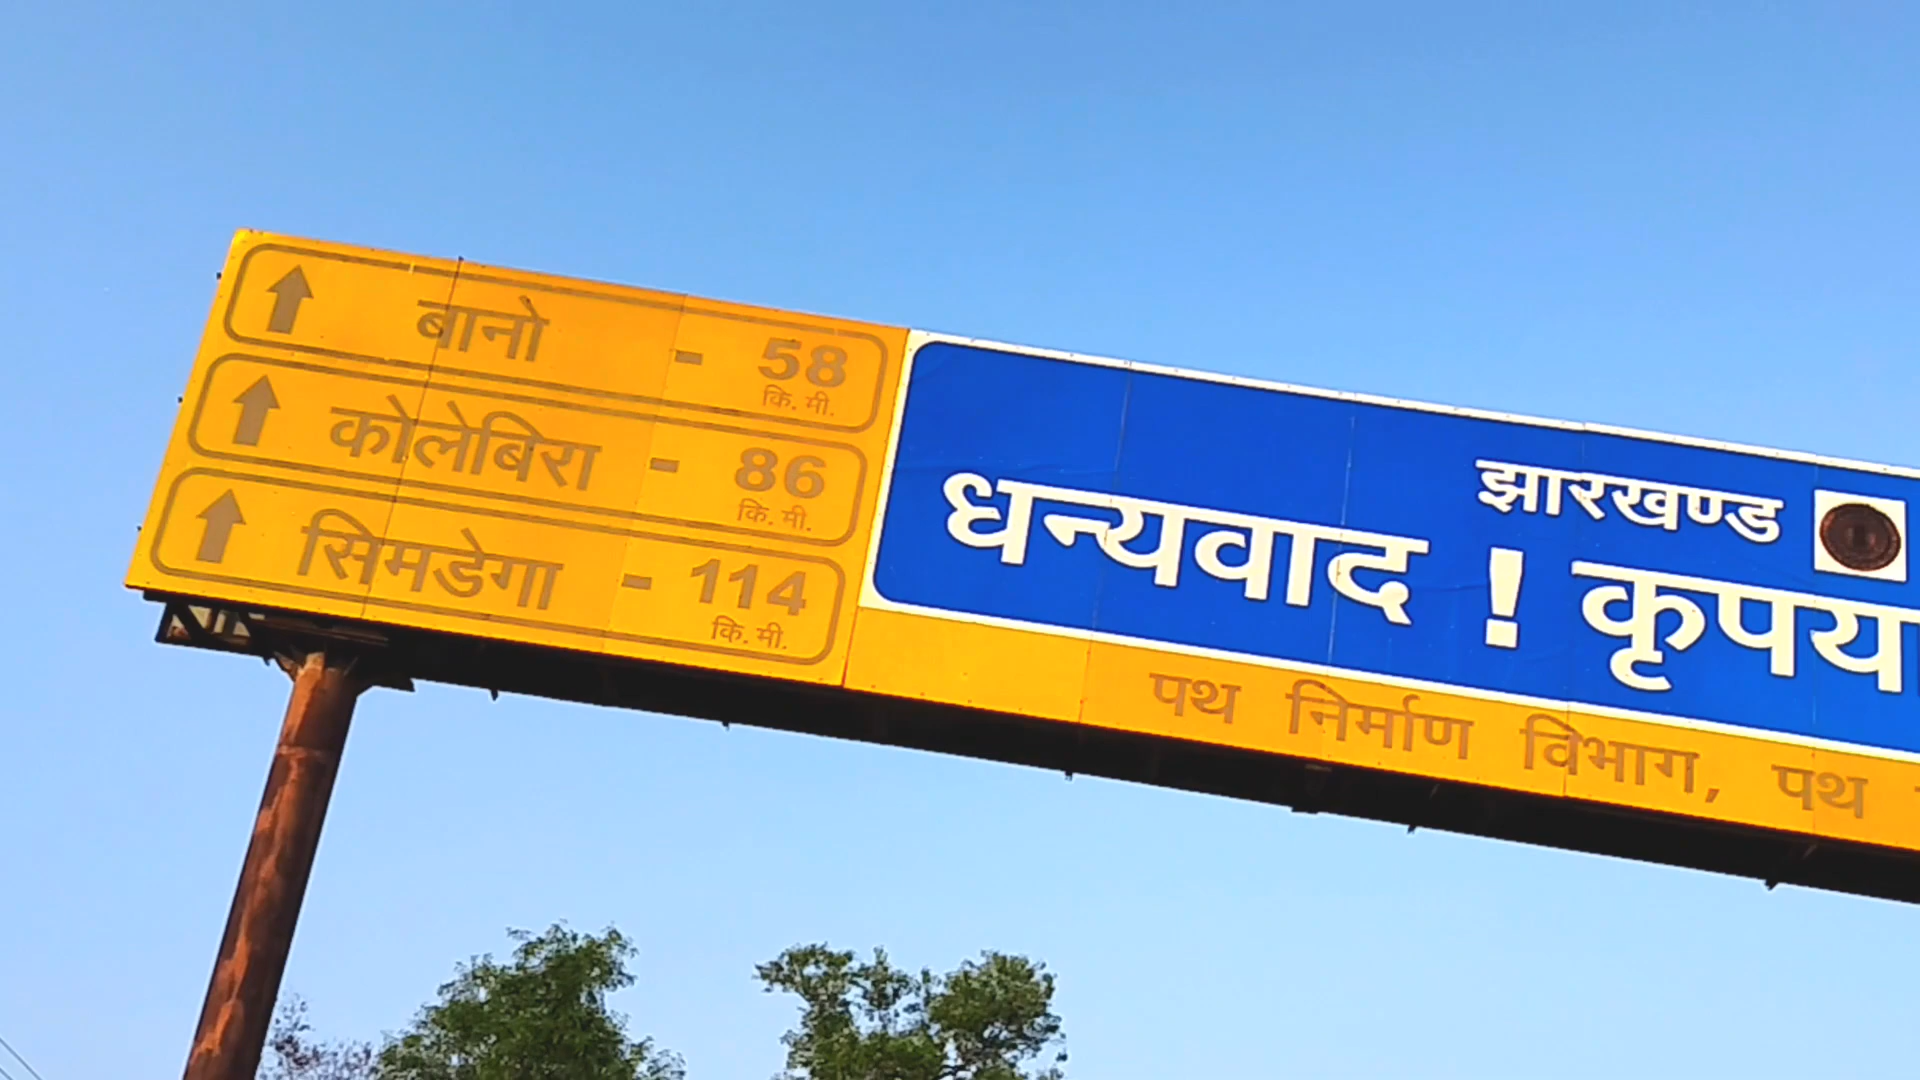 बानो - 58 कि. मी.
कोलेबिरा - 86 कि. मी.
सिमडेगा - 114 कि. मी.
झारखण्ड
धन्यवाद ! कृपय
पथ निर्माण विभाग, पथ